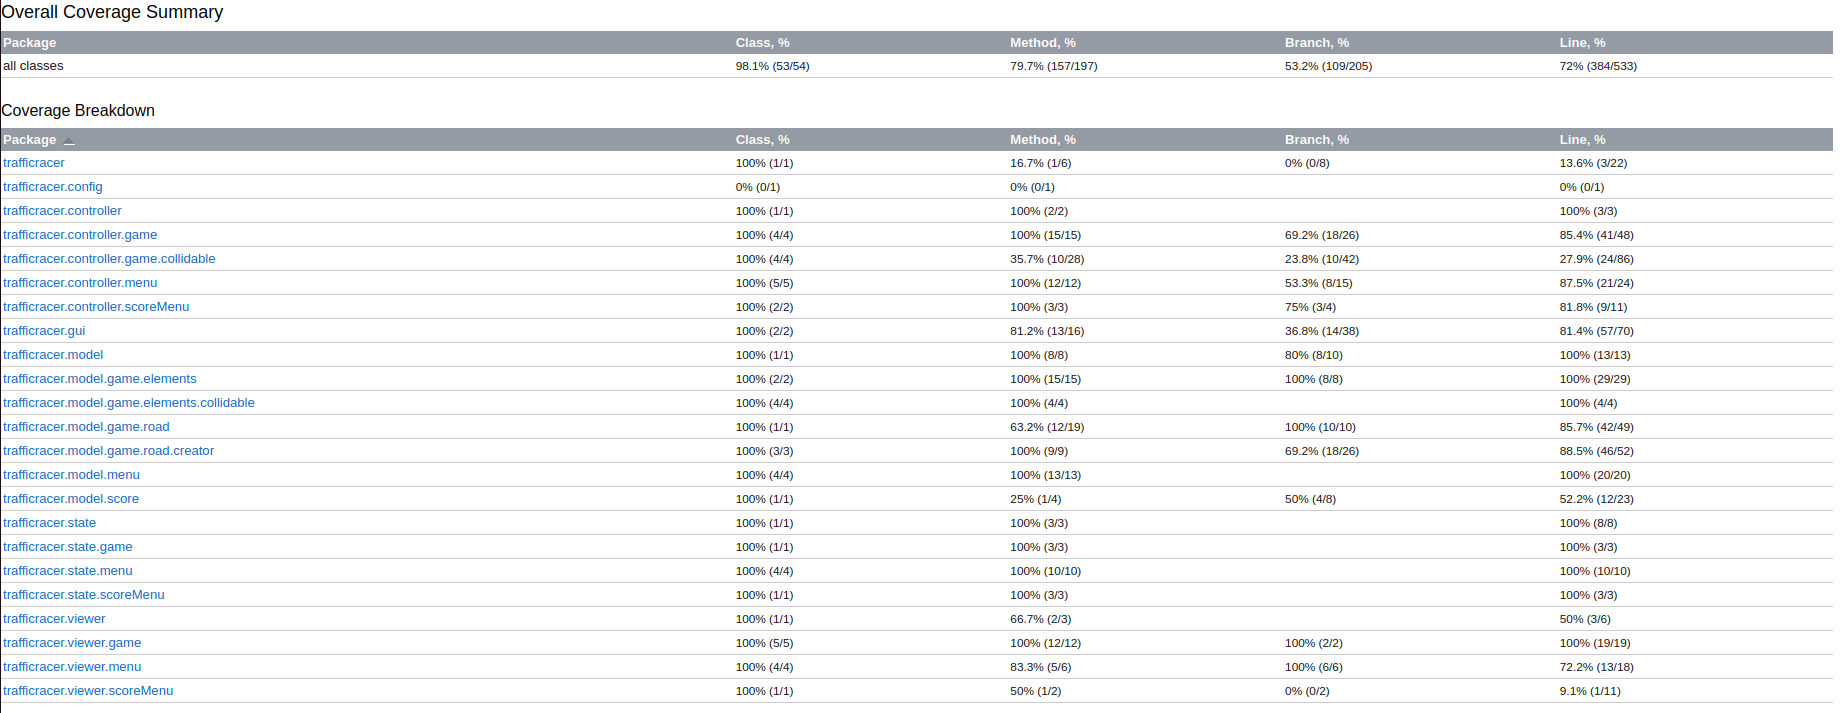 Overall Coverage Summary
Package Class, % Method, % Branch, % Line, %
all classes 98.1% (53/54) 79.7% (157/197) 53.2% (109/205) 72% (384/533)
Coverage Breakdown
Package Class, % Method, % Branch, % Line, %
trafficracer 100% (1/1) 16.7% (1/6) 0% (0/8) 13.6% (3/22)
trafficracer.config 0% (0/1) 0% (0/1) 0% (0/1)
trafficracer.controller 100% (1/1) 100% (2/2) 100% (3/3)
trafficracer.controller.game 100% (4/4) 100% (15/15) 69.2% (18/26) 85.4% (41/48)
trafficracer.controller.game.collidable 100% (4/4) 35.7% (10/28) 23.8% (10/42) 27.9% (24/86)
trafficracer.controller.menu 100% (5/5) 100% (12/12) 53.3% (8/15) 87.5% (21/24)
trafficracer.controller.scoreMenu 100% (2/2) 100% (3/3) 75% (3/4) 81.8% (9/11)
trafficracer.gui 100% (2/2) 81.2% (13/16) 36.8% (14/38) 81.4% (57/70)
trafficracer.model 100% (1/1) 100% (8/8) 80% (8/10) 100% (13/13)
trafficracer.model.game.elements 100% (2/2) 100% (15/15) 100% (8/8) 100% (29/29)
trafficracer.model.game.elements.collidable 100% (4/4) 100% (4/4) 100% (4/4)
trafficracer.model.game.road 100% (1/1) 63.2% (12/19) 100% (10/10) 85.7% (42/49)
trafficracer.model.game.road.creator 100% (3/3) 100% (9/9) 69.2% (18/26) 88.5% (46/52)
trafficracer.model.menu 100% (4/4) 100% (13/13) 100% (20/20)
trafficracer.model.score 100% (1/1) 25% (1/4) 50% (4/8) 52.2% (12/23)
trafficracer.state 100% (1/1) 100% (3/3) 100% (8/8)
trafficracer.state.game 100% (1/1) 100% (3/3) 100% (3/3)
trafficracer.state.menu 100% (4/4) 100% (10/10) 100% (10/10)
trafficracer.state.scoreMenu 100% (1/1) 100% (3/3) 100% (3/3)
trafficracer.viewer 100% (1/1) 66.7% (2/3) 50% (3/6)
trafficracer.viewer.game 100% (5/5) 100% (12/12) 100% (2/2) 100% (19/19)
trafficracer.viewer.menu 100% (4/4) 83.3% (5/6) 100% (6/6) 72.2% (13/18)
trafficracer.viewer.scoreMenu 100% (1/1) 50% (1/2) 0% (0/2) 9.1% (1/11)